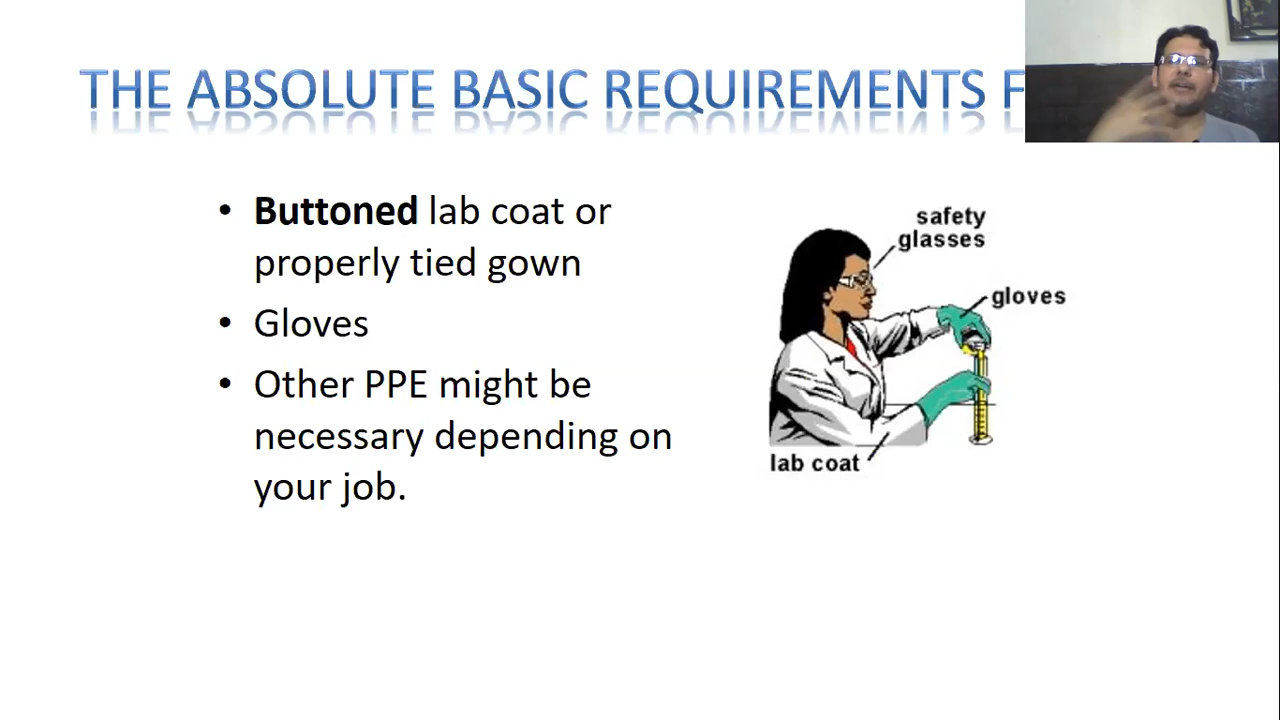 THE ABSOLUTE BASIC REQUIREMENTS F
• Buttoned lab coat or
properly tied gown
• Gloves
• Other PPE might be
necessary depending on
your job.
safety
glasses
gloves
lab coat